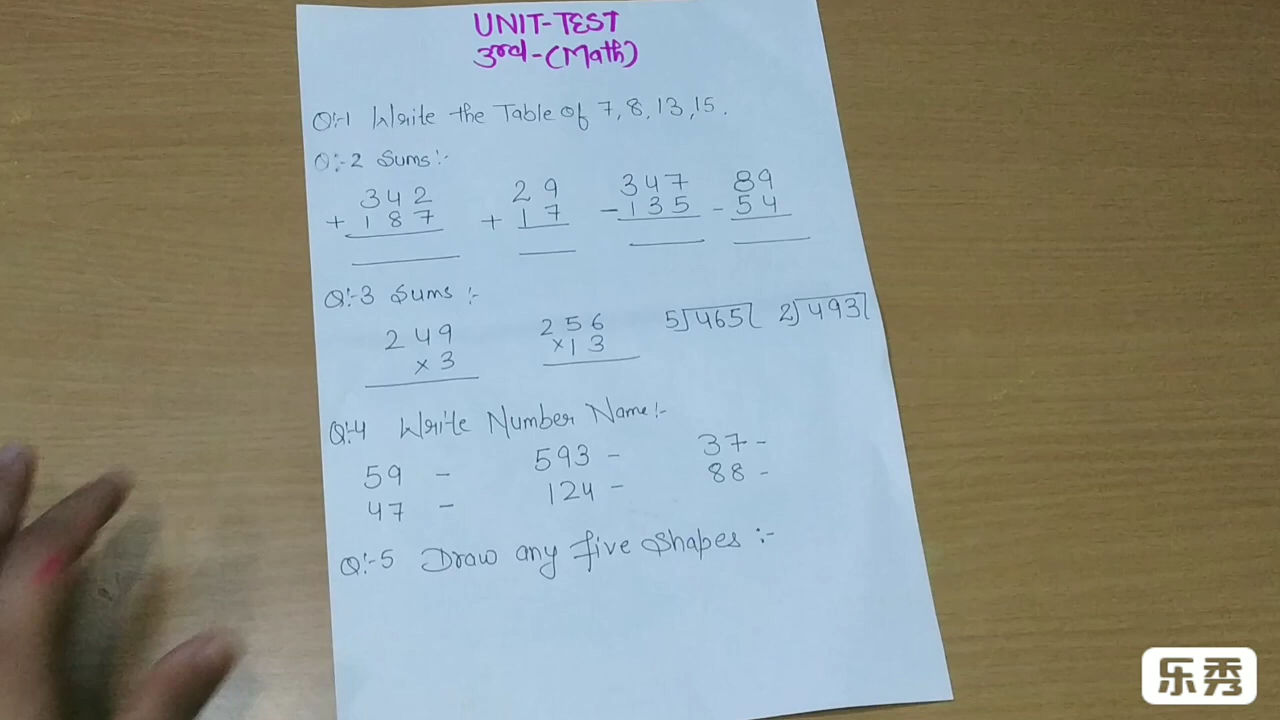 UNIT-TEST
3rd-(Math)
Q:-1 Write the Table of 7, 8, 13, 15.
Q:-2 Sums:-
342 29 347 89
+187 +17 -135 -54
Q:-3 Sums:-
249 256 5)465( 2)493(
×3 ×13
Q:-4 Write Number Name:-
59 - 593 - 37 -
47 - 124 - 88 -
Q:-5 Draw any five Shapes :-
乐秀